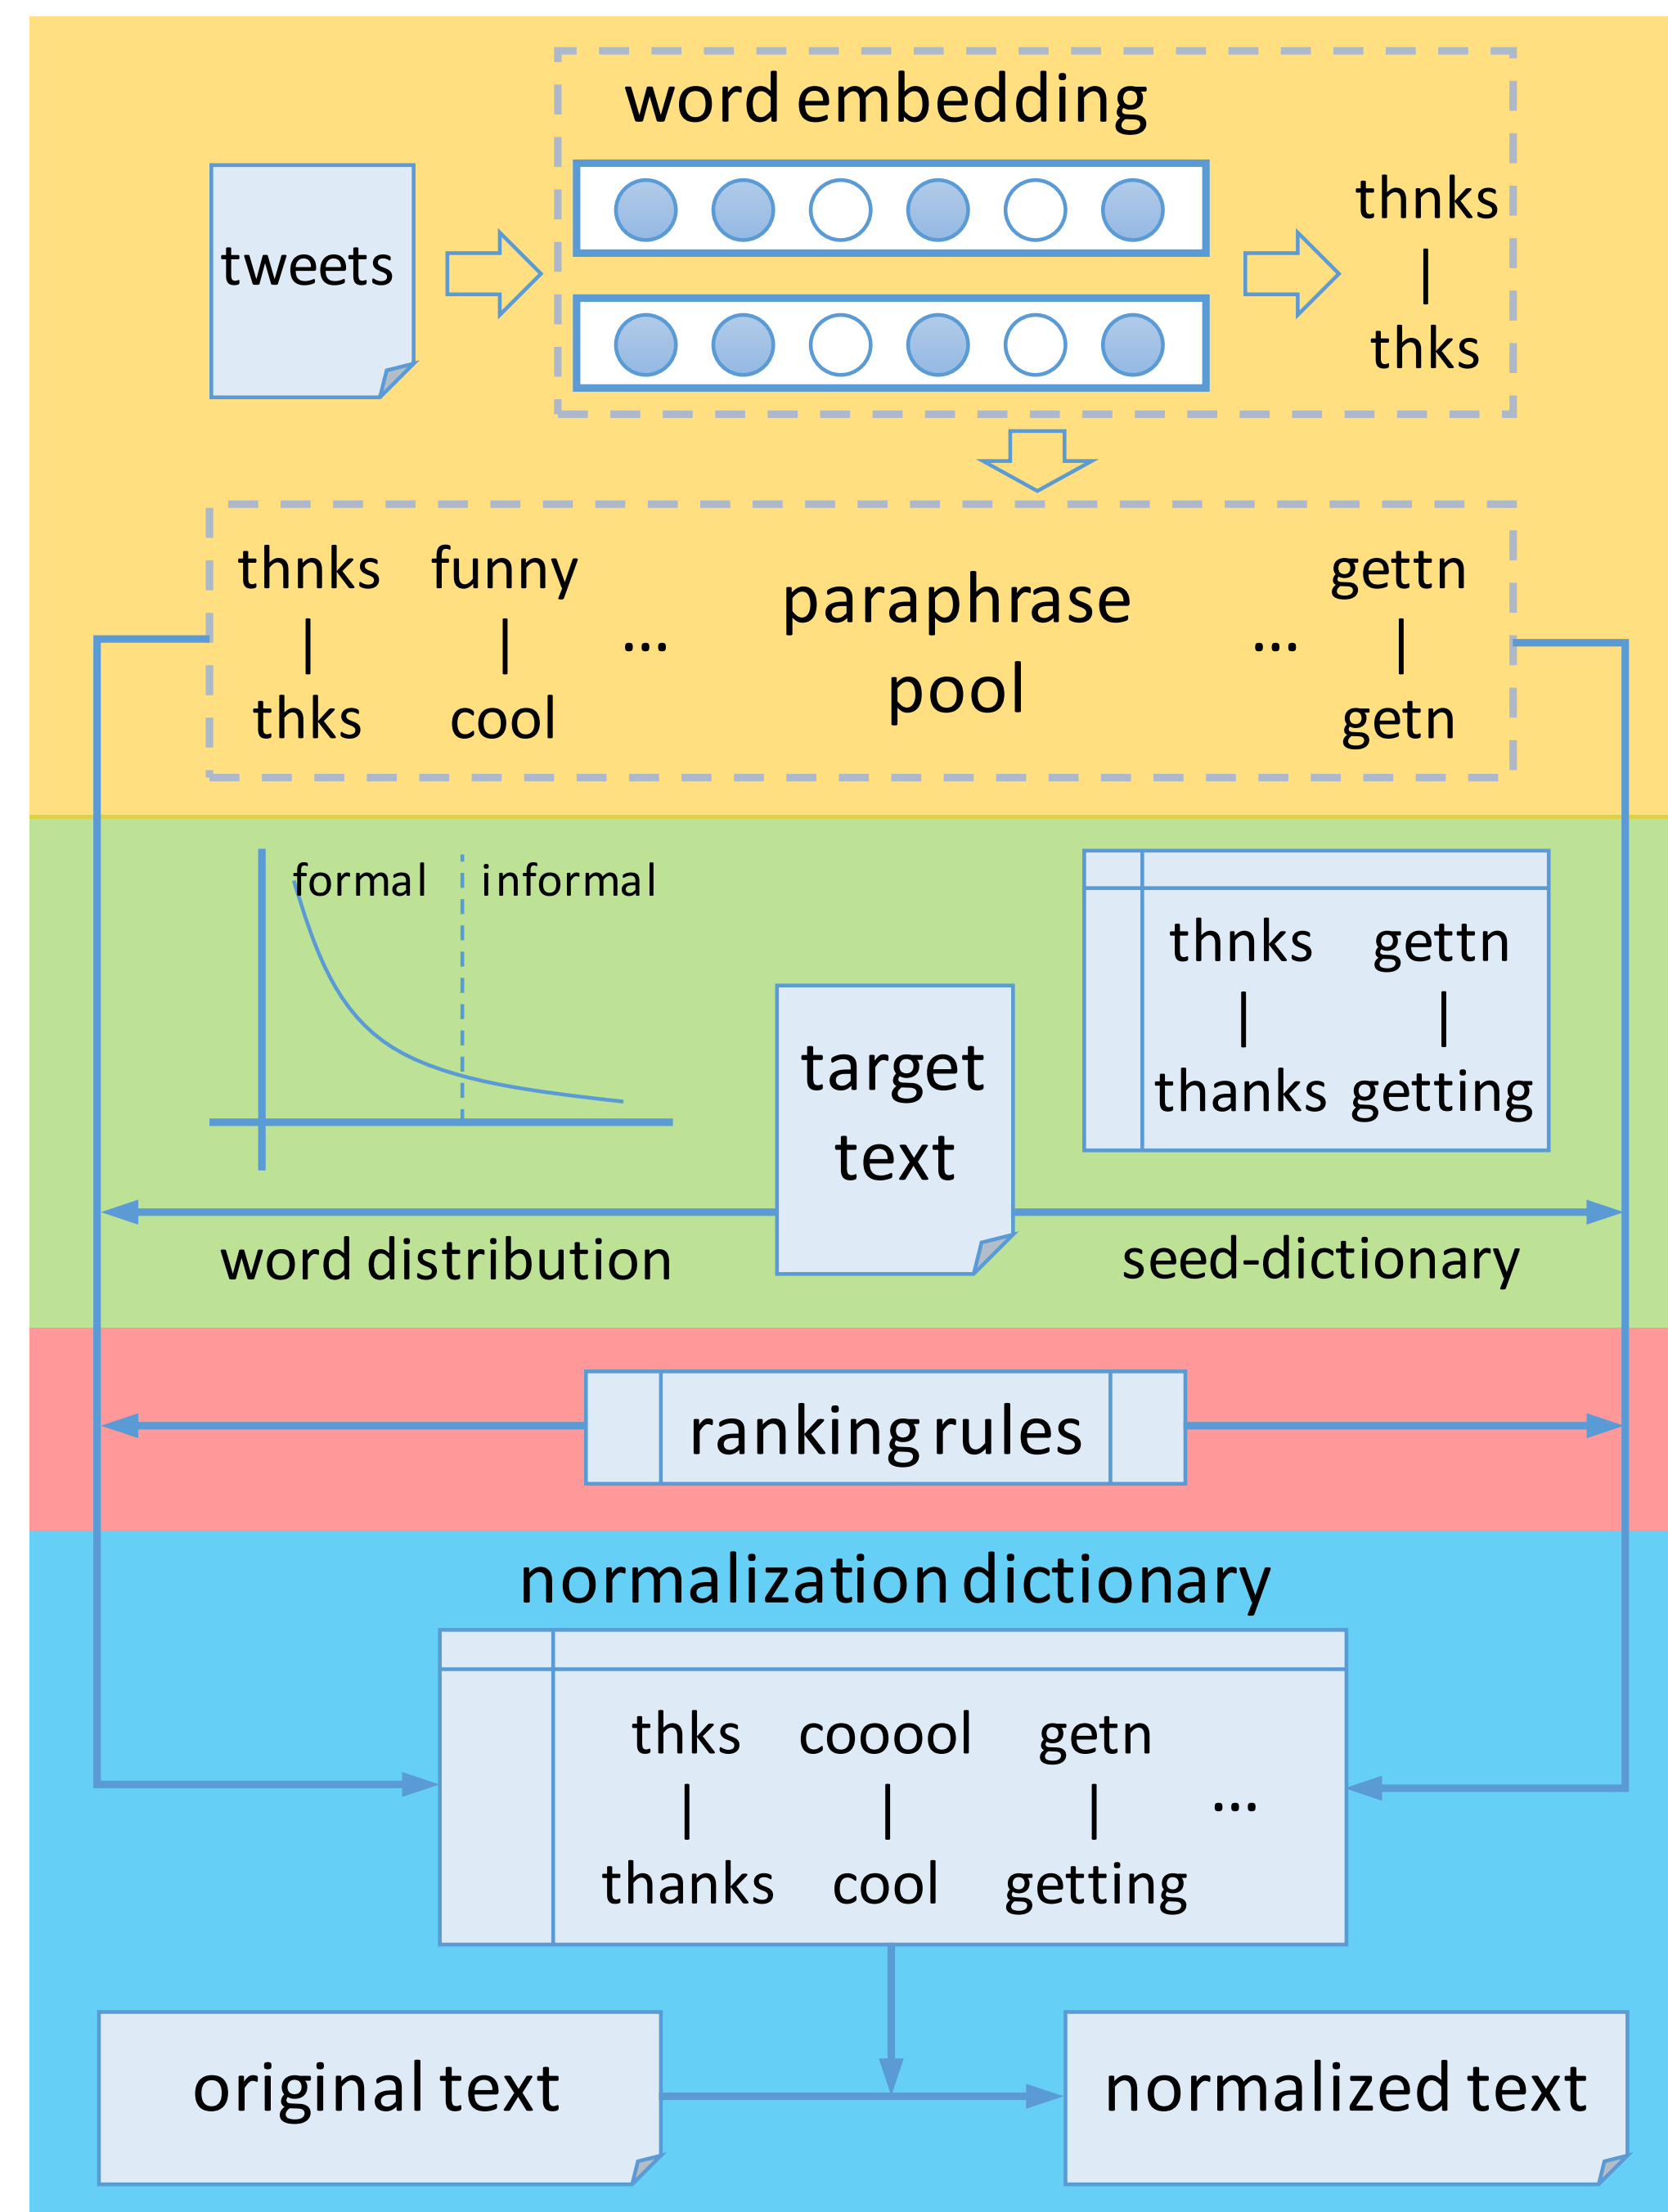 word embedding
tweets
thnks
|
thks
thnks funny ... paraphrase pool ... gettn
| | |
thks cool getn
formal informal
thnks gettn
| |
thanks getting
target
text
word distribution
seed-dictionary
ranking rules
normalization dictionary
thks cooool getn
| | | ...
thanks cool getting
original text
normalized text